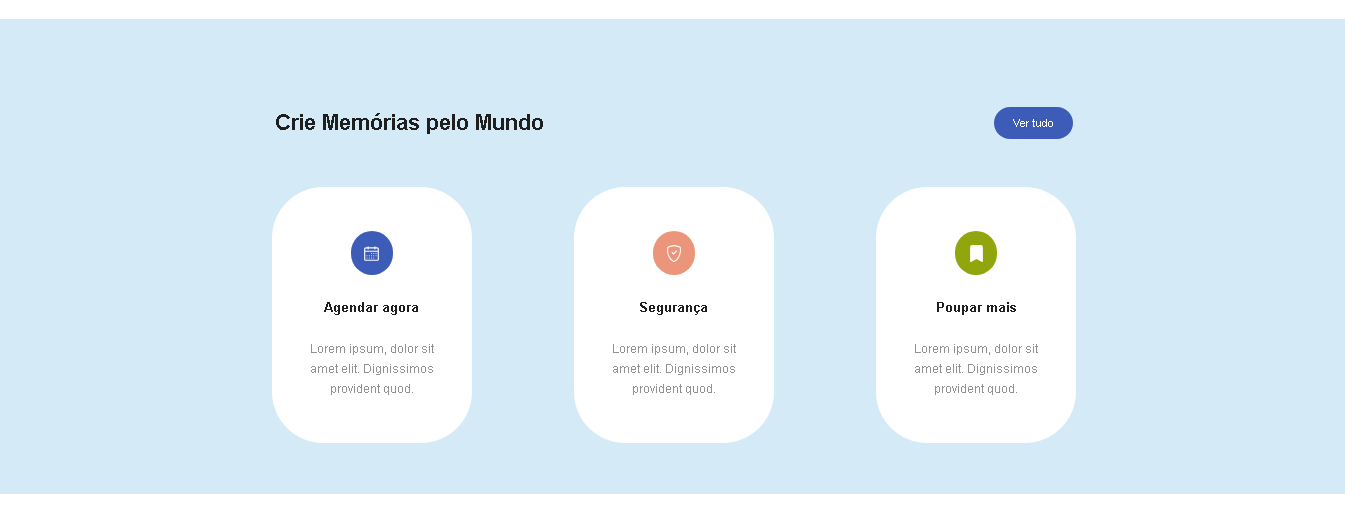 Crie Memórias pelo Mundo
Ver tudo
Agendar agora
Lorem ipsum, dolor sit
amet elit. Dignissimos
provident quod.
Segurança
Lorem ipsum, dolor sit
amet elit. Dignissimos
provident quod.
Poupar mais
Lorem ipsum, dolor sit
amet elit. Dignissimos
provident quod.